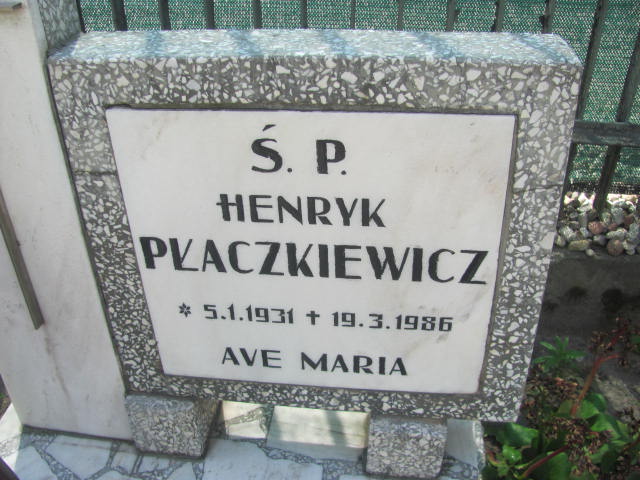 Ś. P.
HENRYK
PŁACZKIEWICZ
* 5.1.1931 ✝ 19.3.1986
AVE MARIA